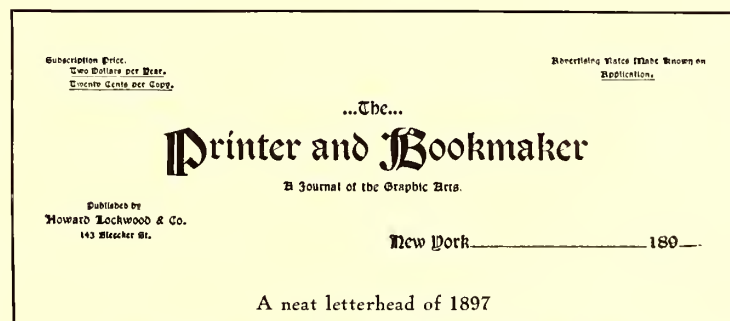 Subscription Price.
Two Dollars per Year.
Twenty Cents per Copy.
Advertising Rates Made Known on
Application.
...The...
Printer and Bookmaker
A Journal of the Graphic Arts.
Published by
Howard Lockwood & Co.
143 Bleecker St.
New York 189
A neat letterhead of 1897